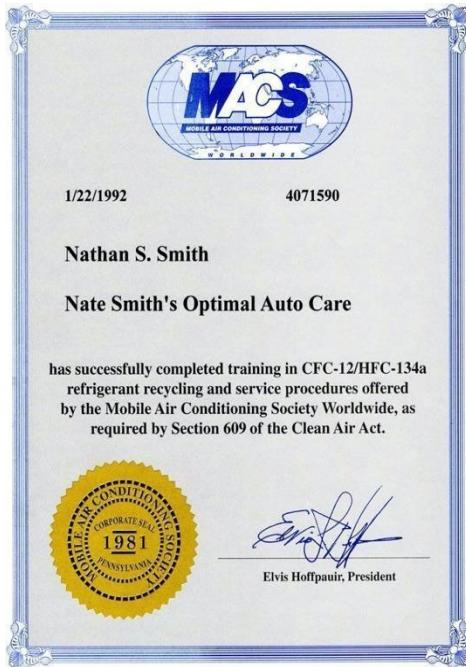 MACS
MOBILE AIR CONDITIONING SOCIETY
WORLDWIDE
1/22/1992 4071590
Nathan S. Smith
Nate Smith's Optimal Auto Care
has successfully completed training in CFC-12/HFC-134a
refrigerant recycling and service procedures offered
by the Mobile Air Conditioning Society Worldwide, as
required by Section 609 of the Clean Air Act.
MOBILE AIR CONDITIONING SOCIETY
CORPORATE SEAL
1981
PENNSYLVANIA
Elvis Hoffpauir, President